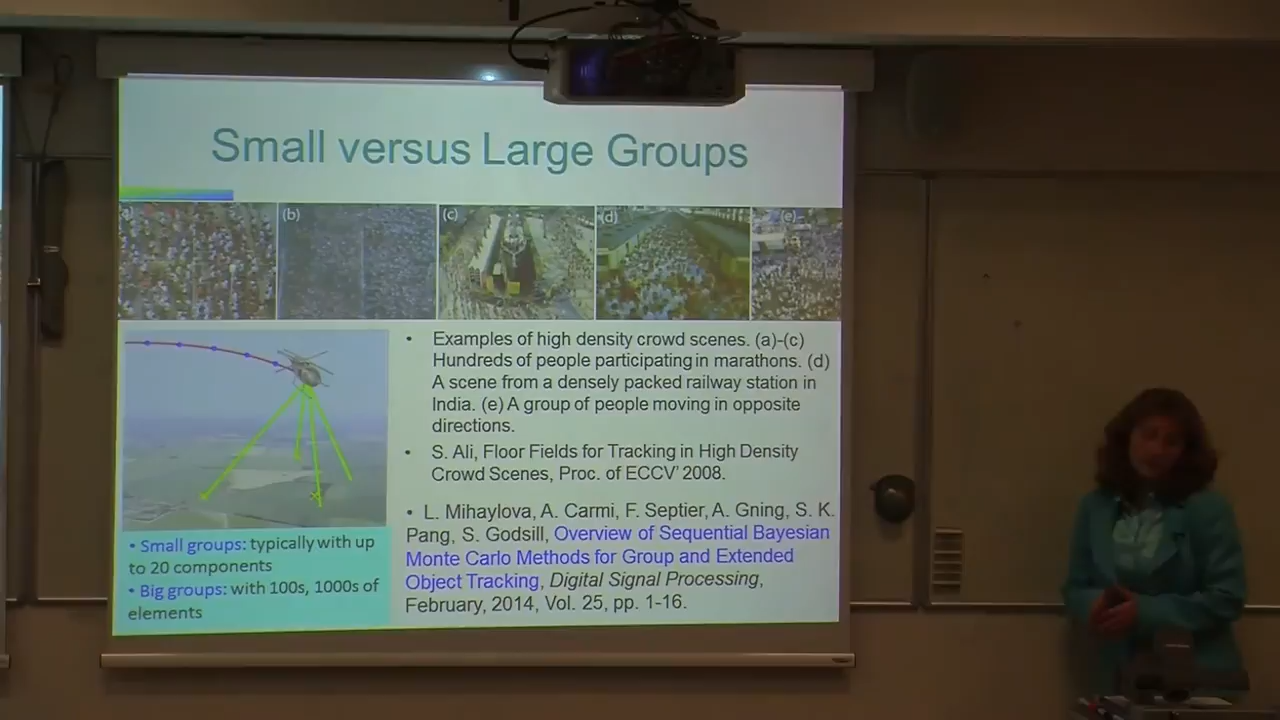 Small versus Large Groups
a)
(b)
(c)
(d)
(e)
• Examples of high density crowd scenes. (a)-(c)
Hundreds of people participating in marathons. (d)
A scene from a densely packed railway station in
India. (e) A group of people moving in opposite
directions.
• S. Ali, Floor Fields for Tracking in High Density
Crowd Scenes, Proc. of ECCV' 2008.
• L. Mihaylova, A. Carmi, F. Septier, A. Gning, S. K.
Pang, S. Godsill, Overview of Sequential Bayesian
Monte Carlo Methods for Group and Extended
Object Tracking, Digital Signal Processing,
February, 2014, Vol. 25, pp. 1-16.
• Small groups: typically with up
to 20 components
• Big groups: with 100s, 1000s of
elements